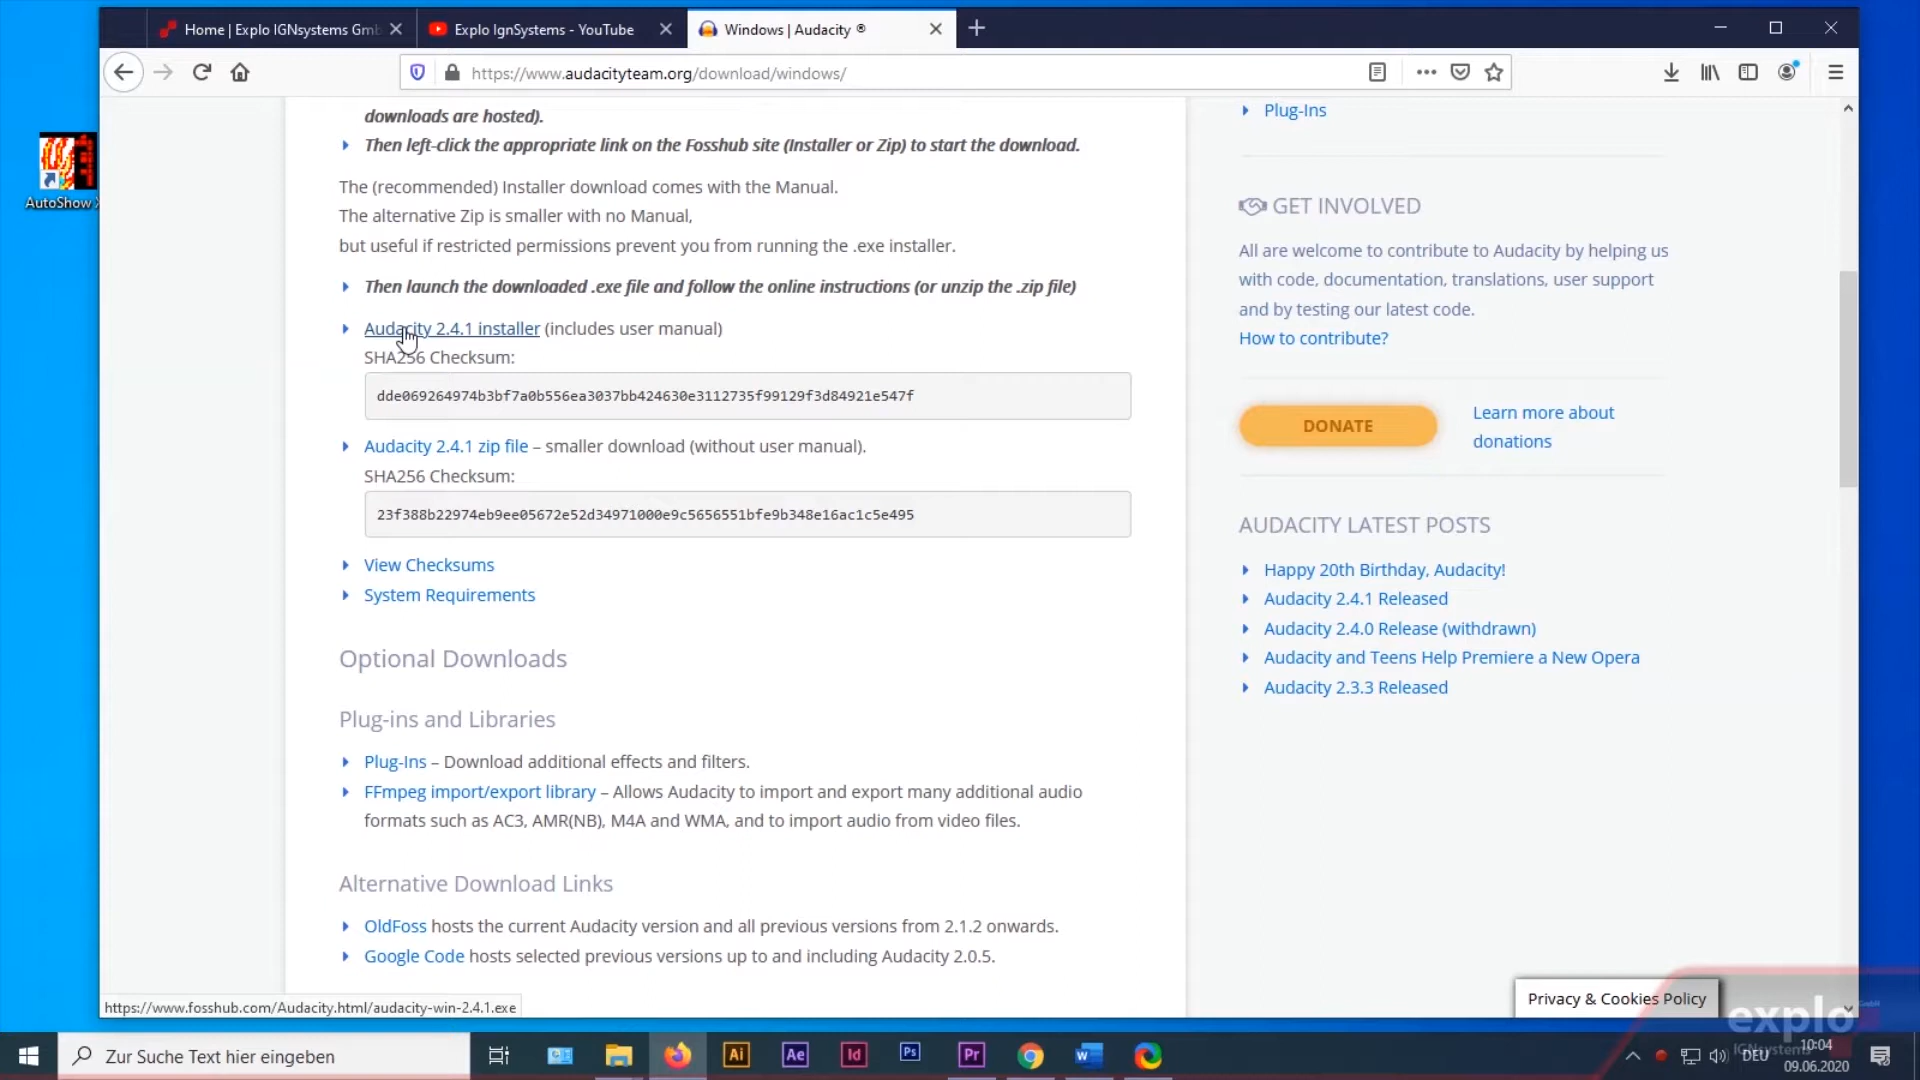 Home | Explo IGNsystems Gmb
Explo IgnSystems - YouTube
Windows | Audacity ®
https://www.audacityteam.org/download/windows/
AutoShow
downloads are hosted).
Then left-click the appropriate link on the Fosshub site (Installer or Zip) to start the download.
The (recommended) Installer download comes with the Manual.
The alternative Zip is smaller with no Manual,
but useful if restricted permissions prevent you from running the .exe installer.
Then launch the downloaded .exe file and follow the online instructions (or unzip the .zip file)
Audacity 2.4.1 installer (includes user manual)
SHA256 Checksum:
dde069264974b3bf7a0b556ea3037bb424630e3112735f99129f3d84921e547f
Audacity 2.4.1 zip file – smaller download (without user manual).
SHA256 Checksum:
23f388b22974eb9ee05672e52d34971000e9c5656551bfe9b348e16ac1c5e495
View Checksums
System Requirements
Optional Downloads
Plug-ins and Libraries
Plug-Ins – Download additional effects and filters.
FFmpeg import/export library – Allows Audacity to import and export many additional audio
formats such as AC3, AMR(NB), M4A and WMA, and to import audio from video files.
Alternative Download Links
OldFoss hosts the current Audacity version and all previous versions from 2.1.2 onwards.
Google Code hosts selected previous versions up to and including Audacity 2.0.5.
Plug-Ins
GET INVOLVED
All are welcome to contribute to Audacity by helping us
with code, documentation, translations, user support
and by testing our latest code.
How to contribute?
DONATE
Learn more about
donations
AUDACITY LATEST POSTS
Happy 20th Birthday, Audacity!
Audacity 2.4.1 Released
Audacity 2.4.0 Release (withdrawn)
Audacity and Teens Help Premiere a New Opera
Audacity 2.3.3 Released
Privacy & Cookies Policy
https://www.fosshub.com/Audacity.html/audacity-win-2.4.1.exe
explo
GmbH
IGNsystems
Zur Suche Text hier eingeben
Ai
Ae
Id
Ps
Pr
DEU
10:04
09.06.2020